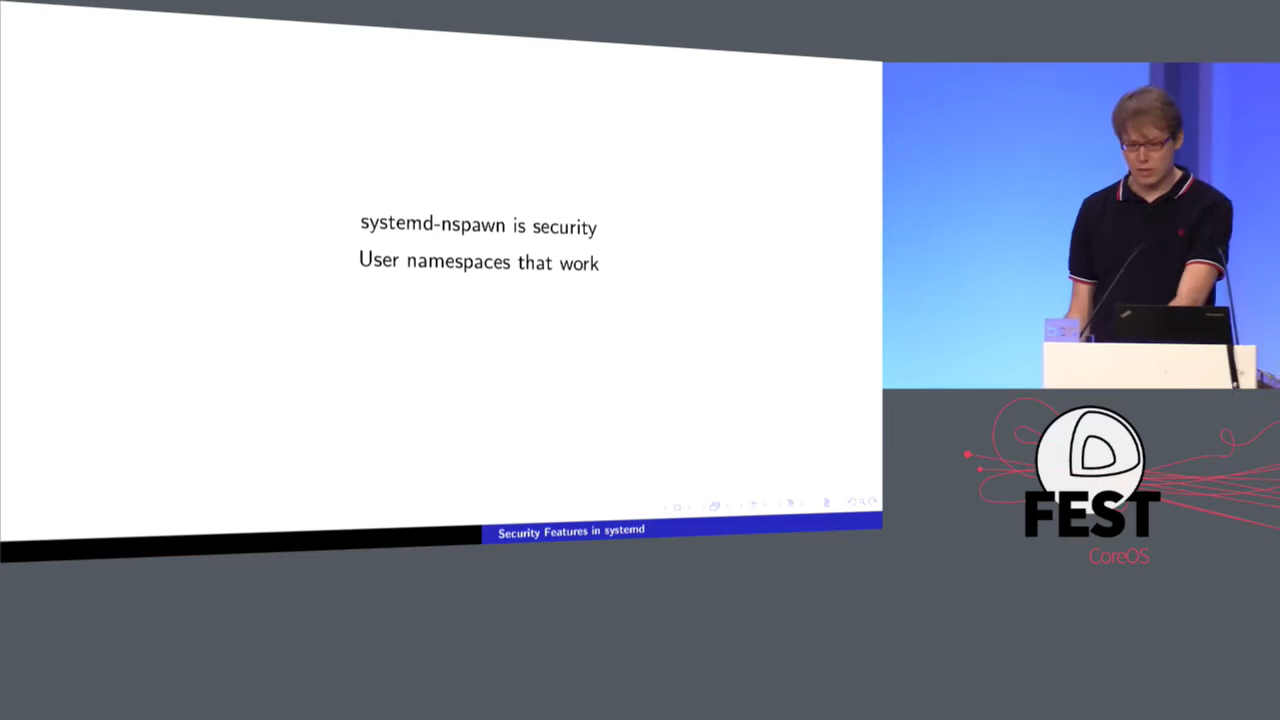 systemd-nspawn is security
User namespaces that work
Security Features in systemd
FEST
CoreOS